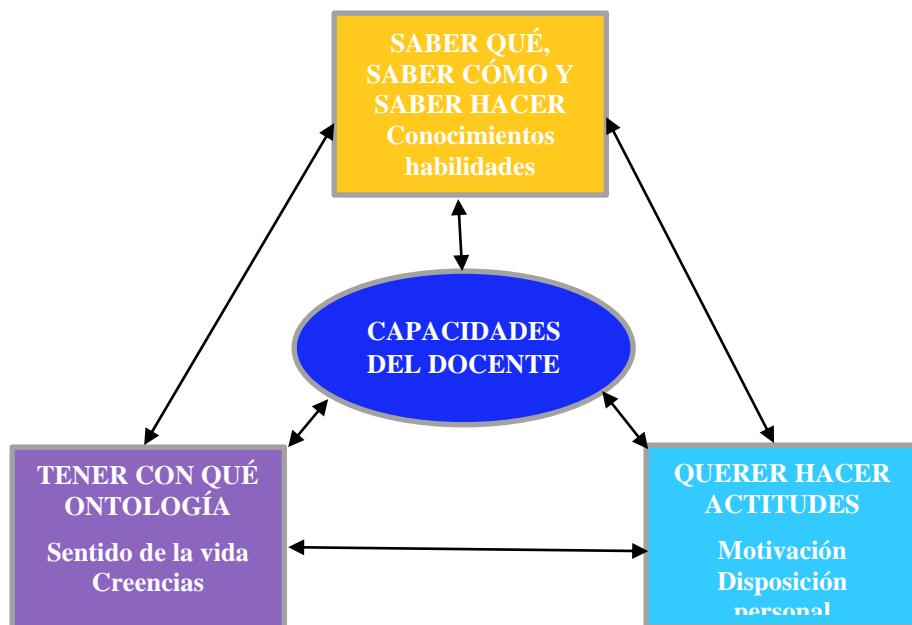 SABER QUÉ,
SABER CÓMO Y
SABER HACER
Conocimientos
habilidades
CAPACIDADES
DEL DOCENTE
TENER CON QUÉ
ONTOLOGÍA
Sentido de la vida
Creencias
QUERER HACER
ACTITUDES
Motivación
Disposición
personal